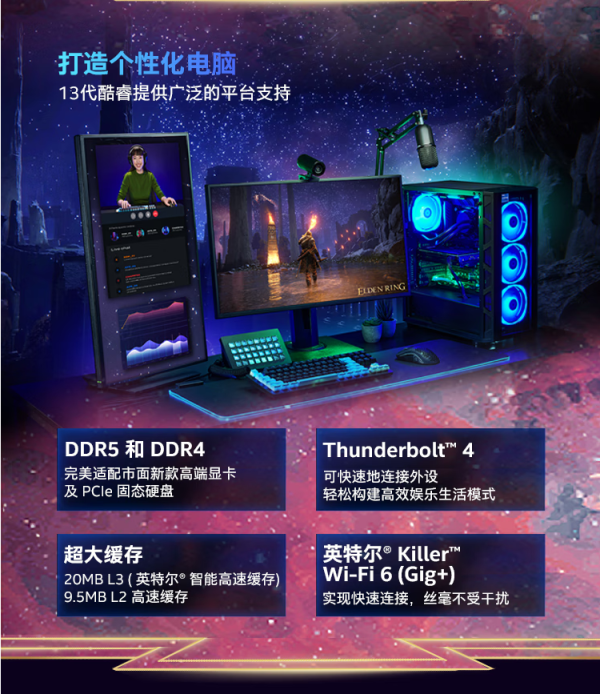 打造个性化电脑
13代酷睿提供广泛的平台支持
ELDEN RING
DDR5 和 DDR4
完美适配市面新款高端显卡
及 PCIe 固态硬盘
Thunderbolt™ 4
可快速地连接外设
轻松构建高效娱乐生活模式
超大缓存
20MB L3 ( 英特尔® 智能高速缓存)
9.5MB L2 高速缓存
英特尔® Killer™
Wi-Fi 6 (Gig+)
实现快速连接，丝毫不受干扰